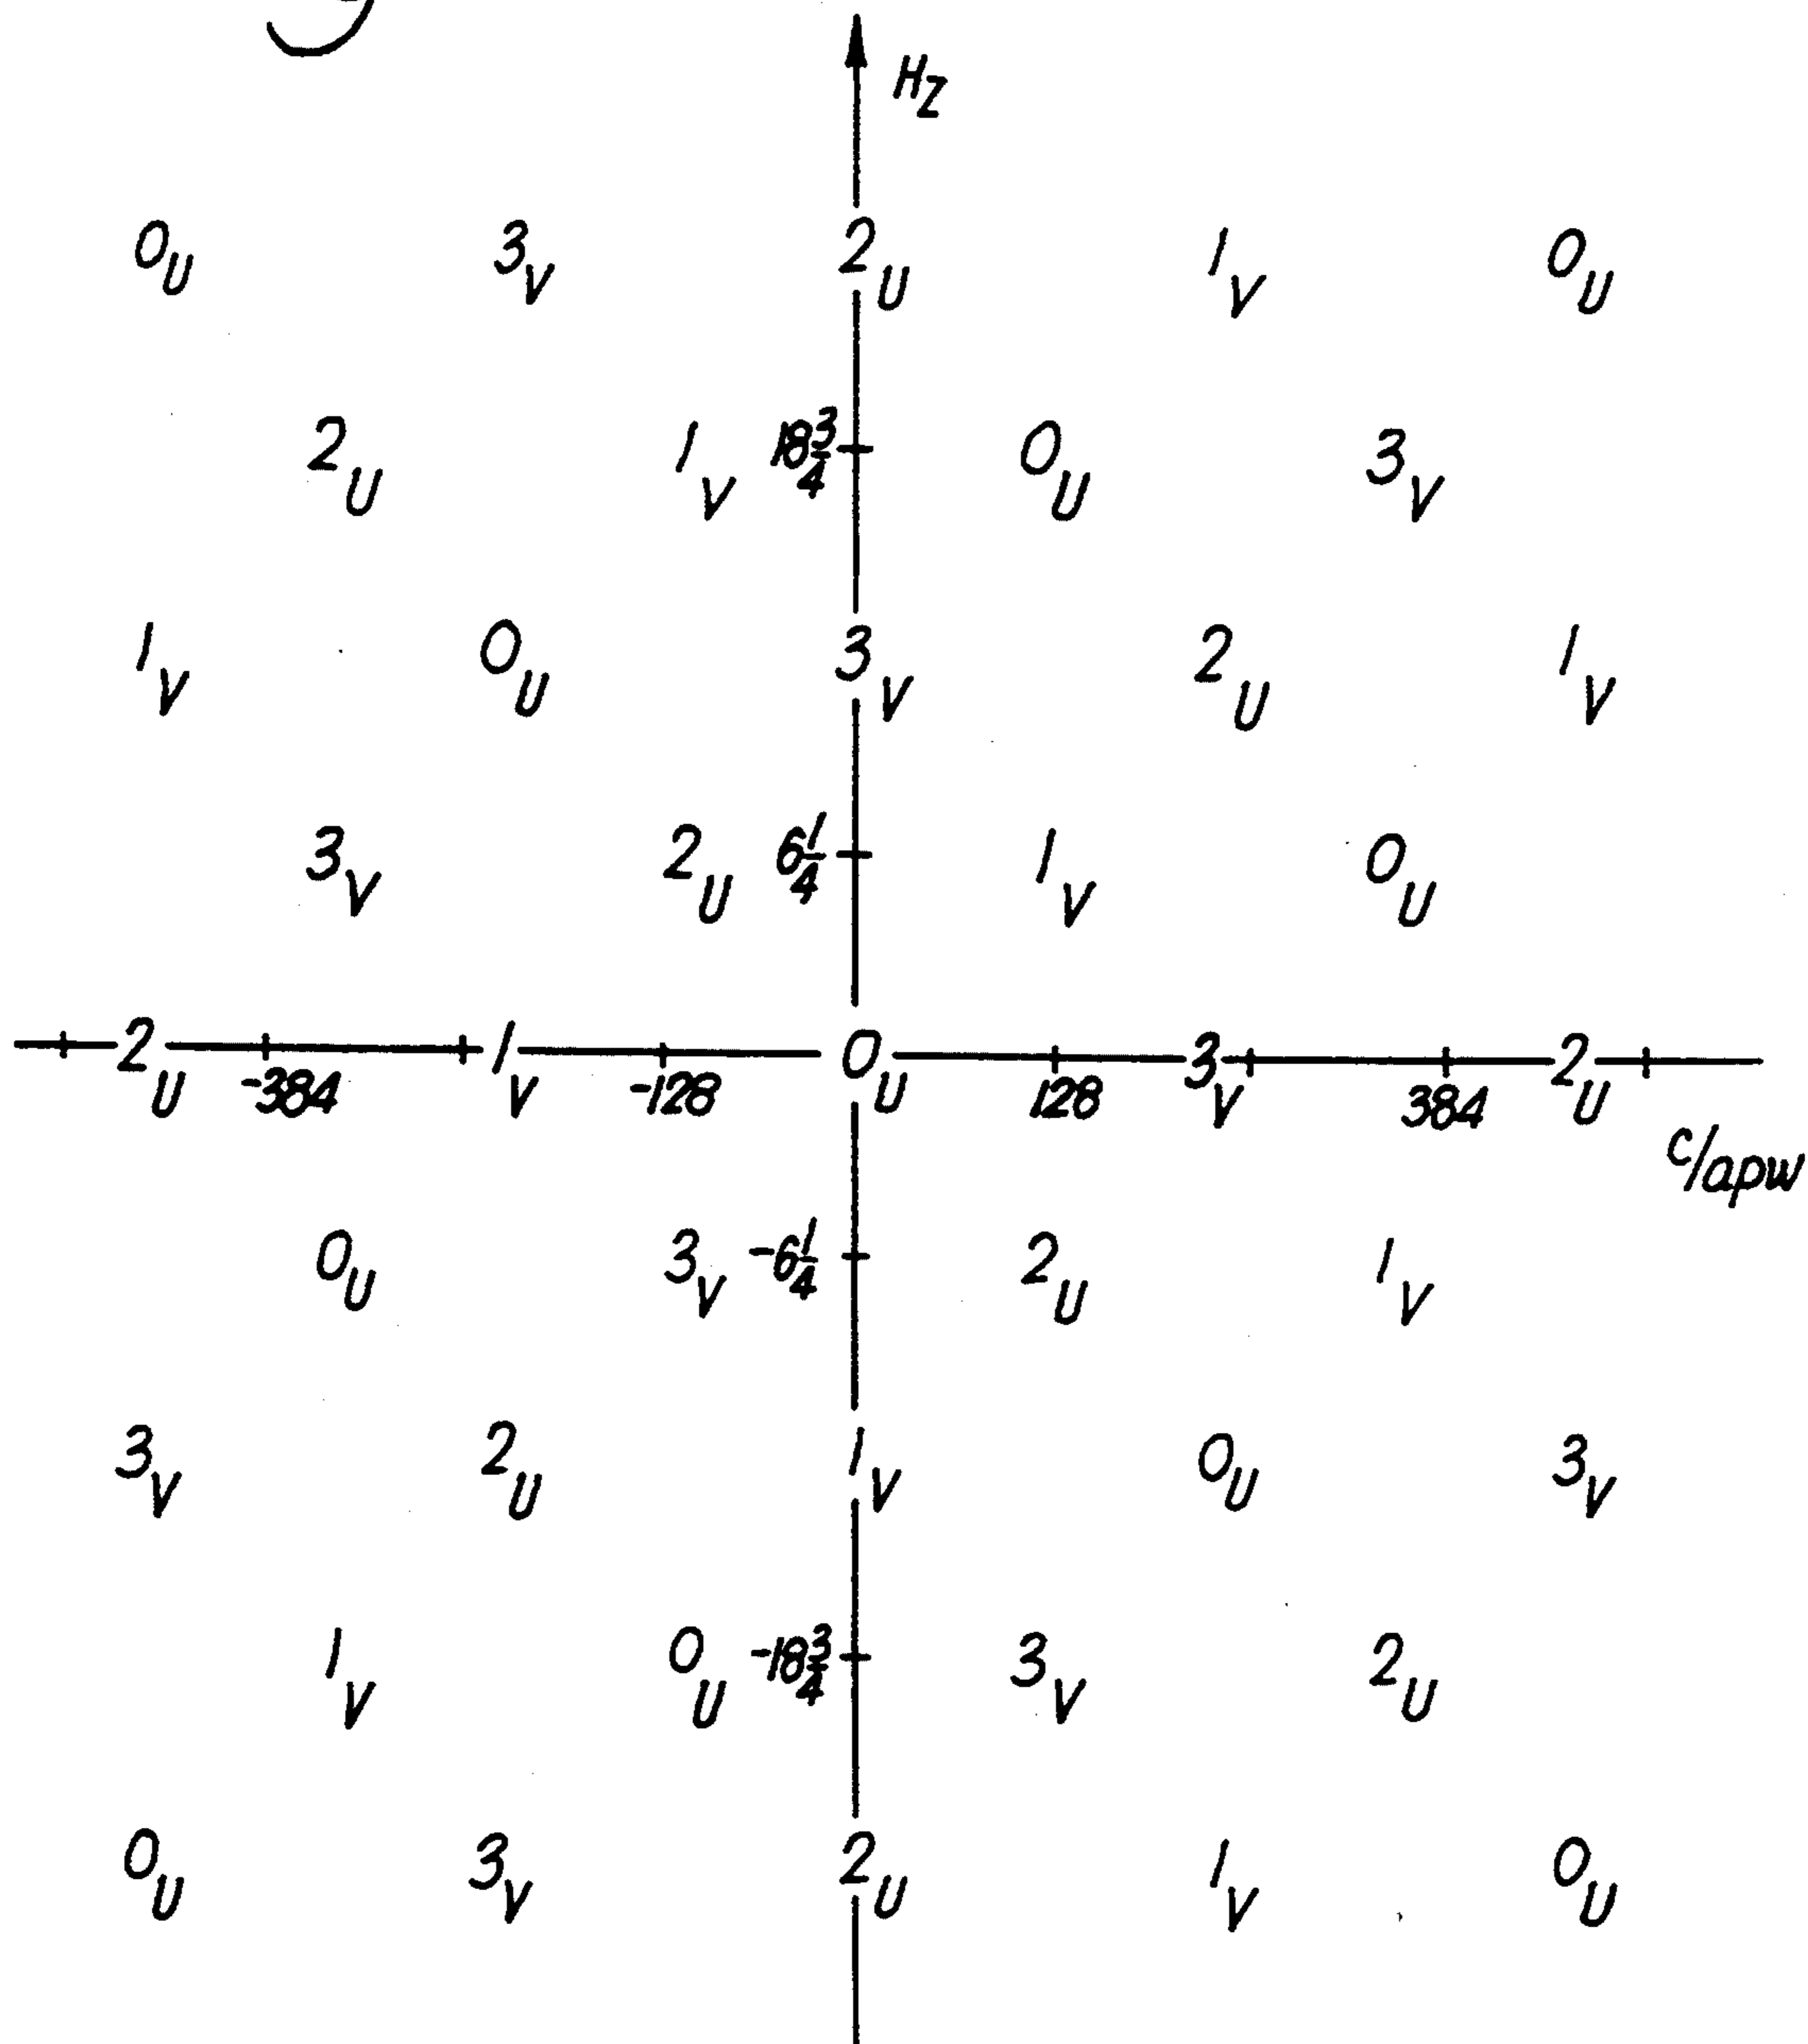 Hz
0U 3V 2U 1V 0U
2U 1V 18 3/4 0U 3V
1V 0U 3V 2U 1V
3V 2U 6 1/4 1V 0U
2U 1V 0U 3V 2U
-384 -128 128 384
c/apw
0U 3V -6 1/4 2U 1V
3V 2U 1V 0U 3V
1V 0U -18 3/4 3V 2U
0U 3V 2U 1V 0U